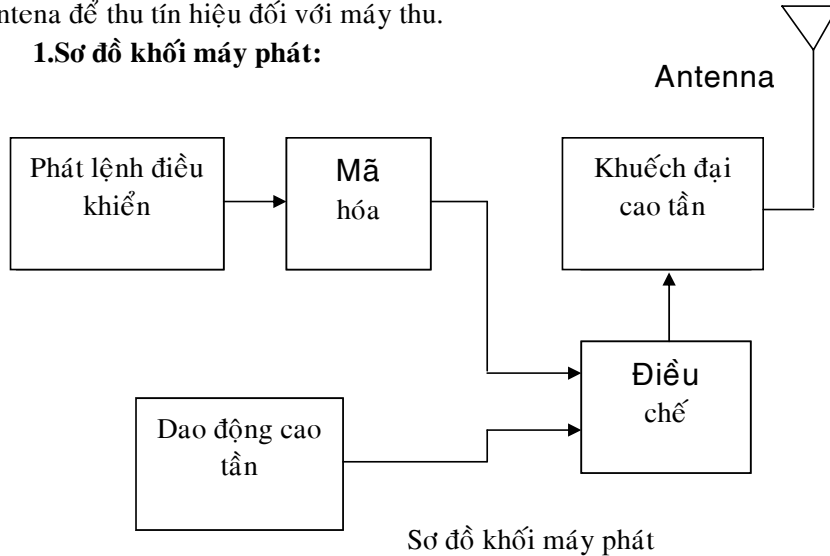 ntena để thu tín hiệu đối với máy thu.
1.Sơ đồ khối máy phát:
Antenna
Phát lệnh điều
khiển
Mã
hóa
Khuếch đại
cao tần
Điều
chế
Dao động cao
tần
Sơ đồ khối máy phát